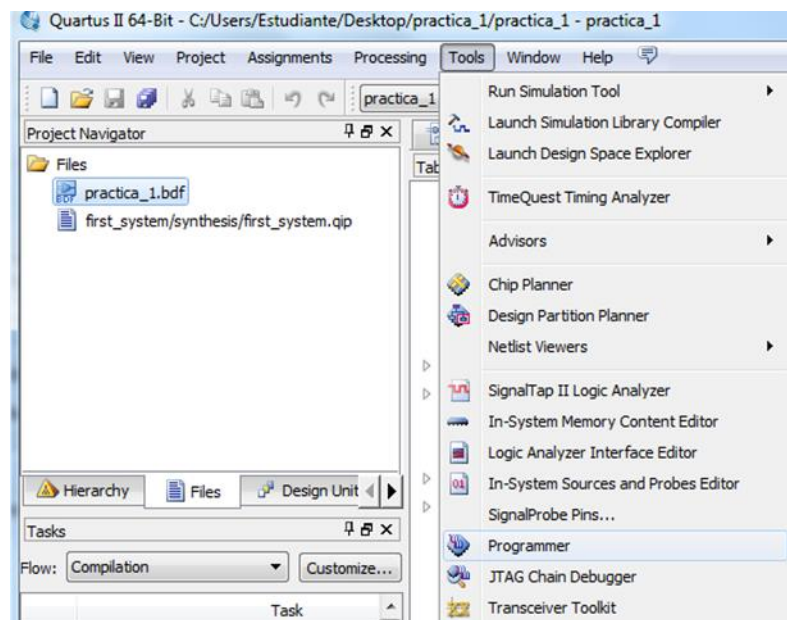 Quartus II 64-Bit - C:/Users/Estudiante/Desktop/practica_1/practica_1 - practica_1
File Edit View Project Assignments Processing Tools Window Help
practica_1
Project Navigator
Files
practica_1.bdf
first_system/synthesis/first_system.qip
Hierarchy Files Design Unit
Tasks
Flow: Compilation Customize...
Task
Tab
Run Simulation Tool
Launch Simulation Library Compiler
Launch Design Space Explorer
TimeQuest Timing Analyzer
Advisors
Chip Planner
Design Partition Planner
Netlist Viewers
SignalTap II Logic Analyzer
In-System Memory Content Editor
Logic Analyzer Interface Editor
In-System Sources and Probes Editor
SignalProbe Pins...
Programmer
JTAG Chain Debugger
Transceiver Toolkit